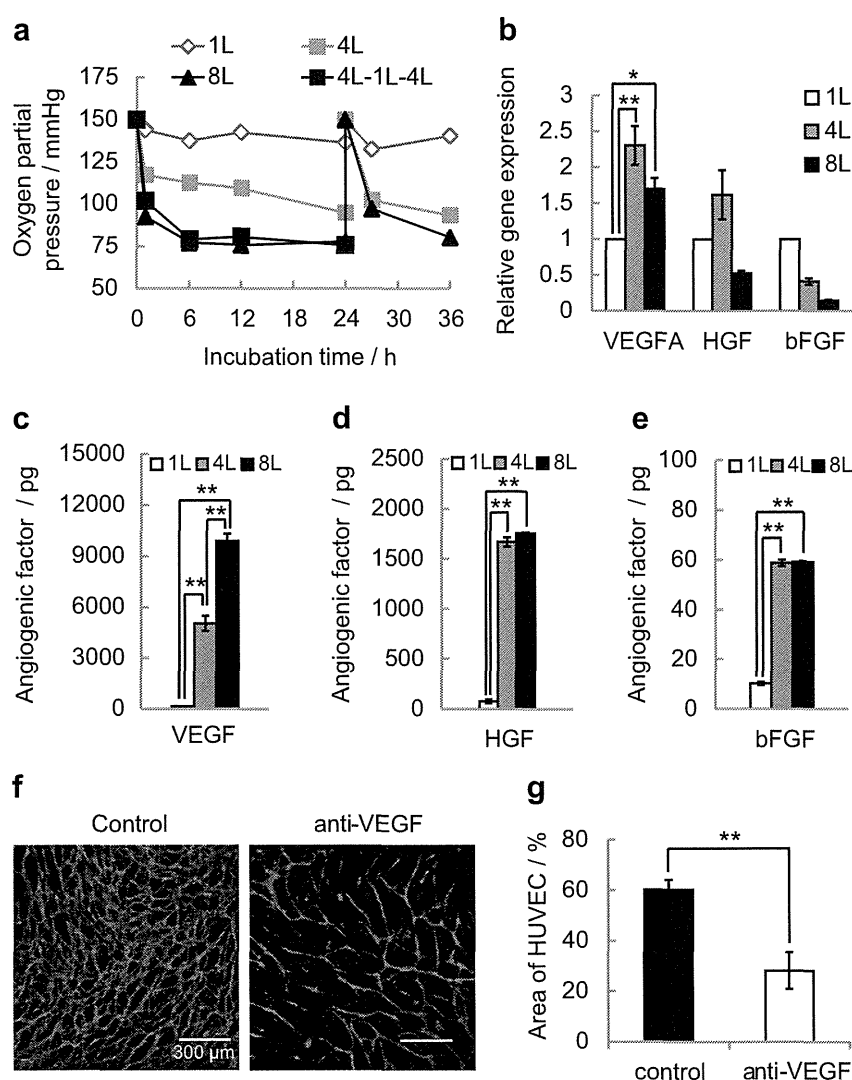 a
1L
4L
8L
4L-1L-4L
175
150
125
100
75
50
Oxygen partial
pressure / mmHg
0 6 12 18 24 30 36
Incubation time / h
b
1L
4L
8L
3
2.5
2
1.5
1
0.5
0
Relative gene expression
*
**
VEGFA HGF bFGF
c
1L 4L 8L
15000
12000
9000
6000
3000
0
Angiogenic factor / pg
**
**
**
VEGF
d
1L 4L 8L
2500
2000
1500
1000
500
0
Angiogenic factor / pg
**
**
HGF
e
1L 4L 8L
100
80
60
40
20
0
Angiogenic factor / pg
**
**
bFGF
f
Control anti-VEGF
300 µm
g
80
60
40
20
0
Area of HUVEC / %
**
control anti-VEGF